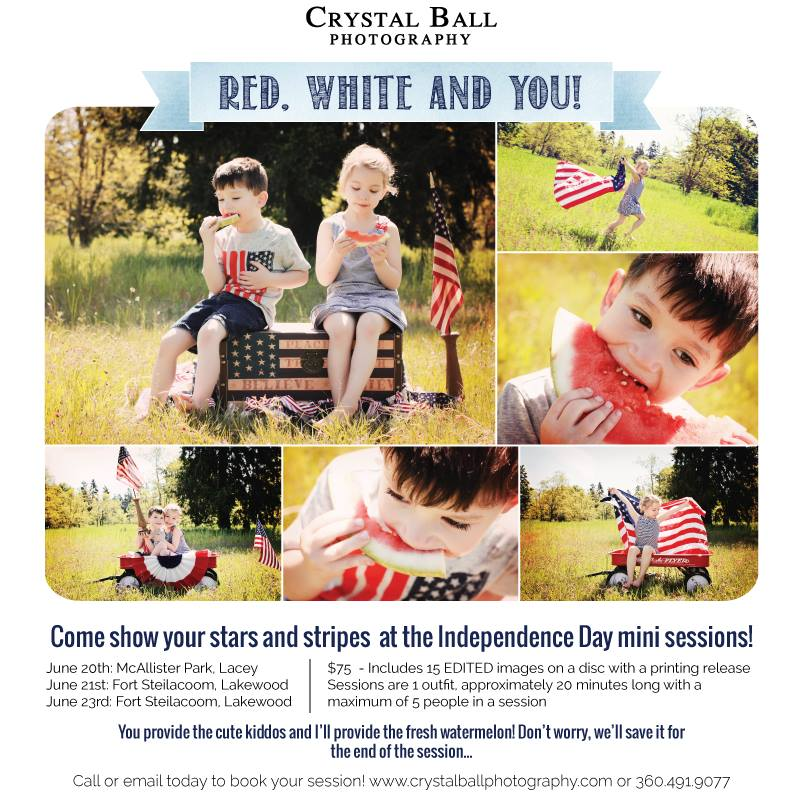 CRYSTAL BALL
PHOTOGRAPHY
RED, WHITE AND YOU!
BELIEVE
FLYER
Come show your stars and stripes at the Independence Day mini sessions!
June 20th: McAllister Park, Lacey
June 21st: Fort Steilacoom, Lakewood
June 23rd: Fort Steilacoom, Lakewood
$75 - Includes 15 EDITED images on a disc with a printing release
Sessions are 1 outfit, approximately 20 minutes long with a
maximum of 5 people in a session
You provide the cute kiddos and I'll provide the fresh watermelon! Don't worry, we'll save it for
the end of the session...
Call or email today to book your session! www.crystalballphotography.com or 360.491.9077